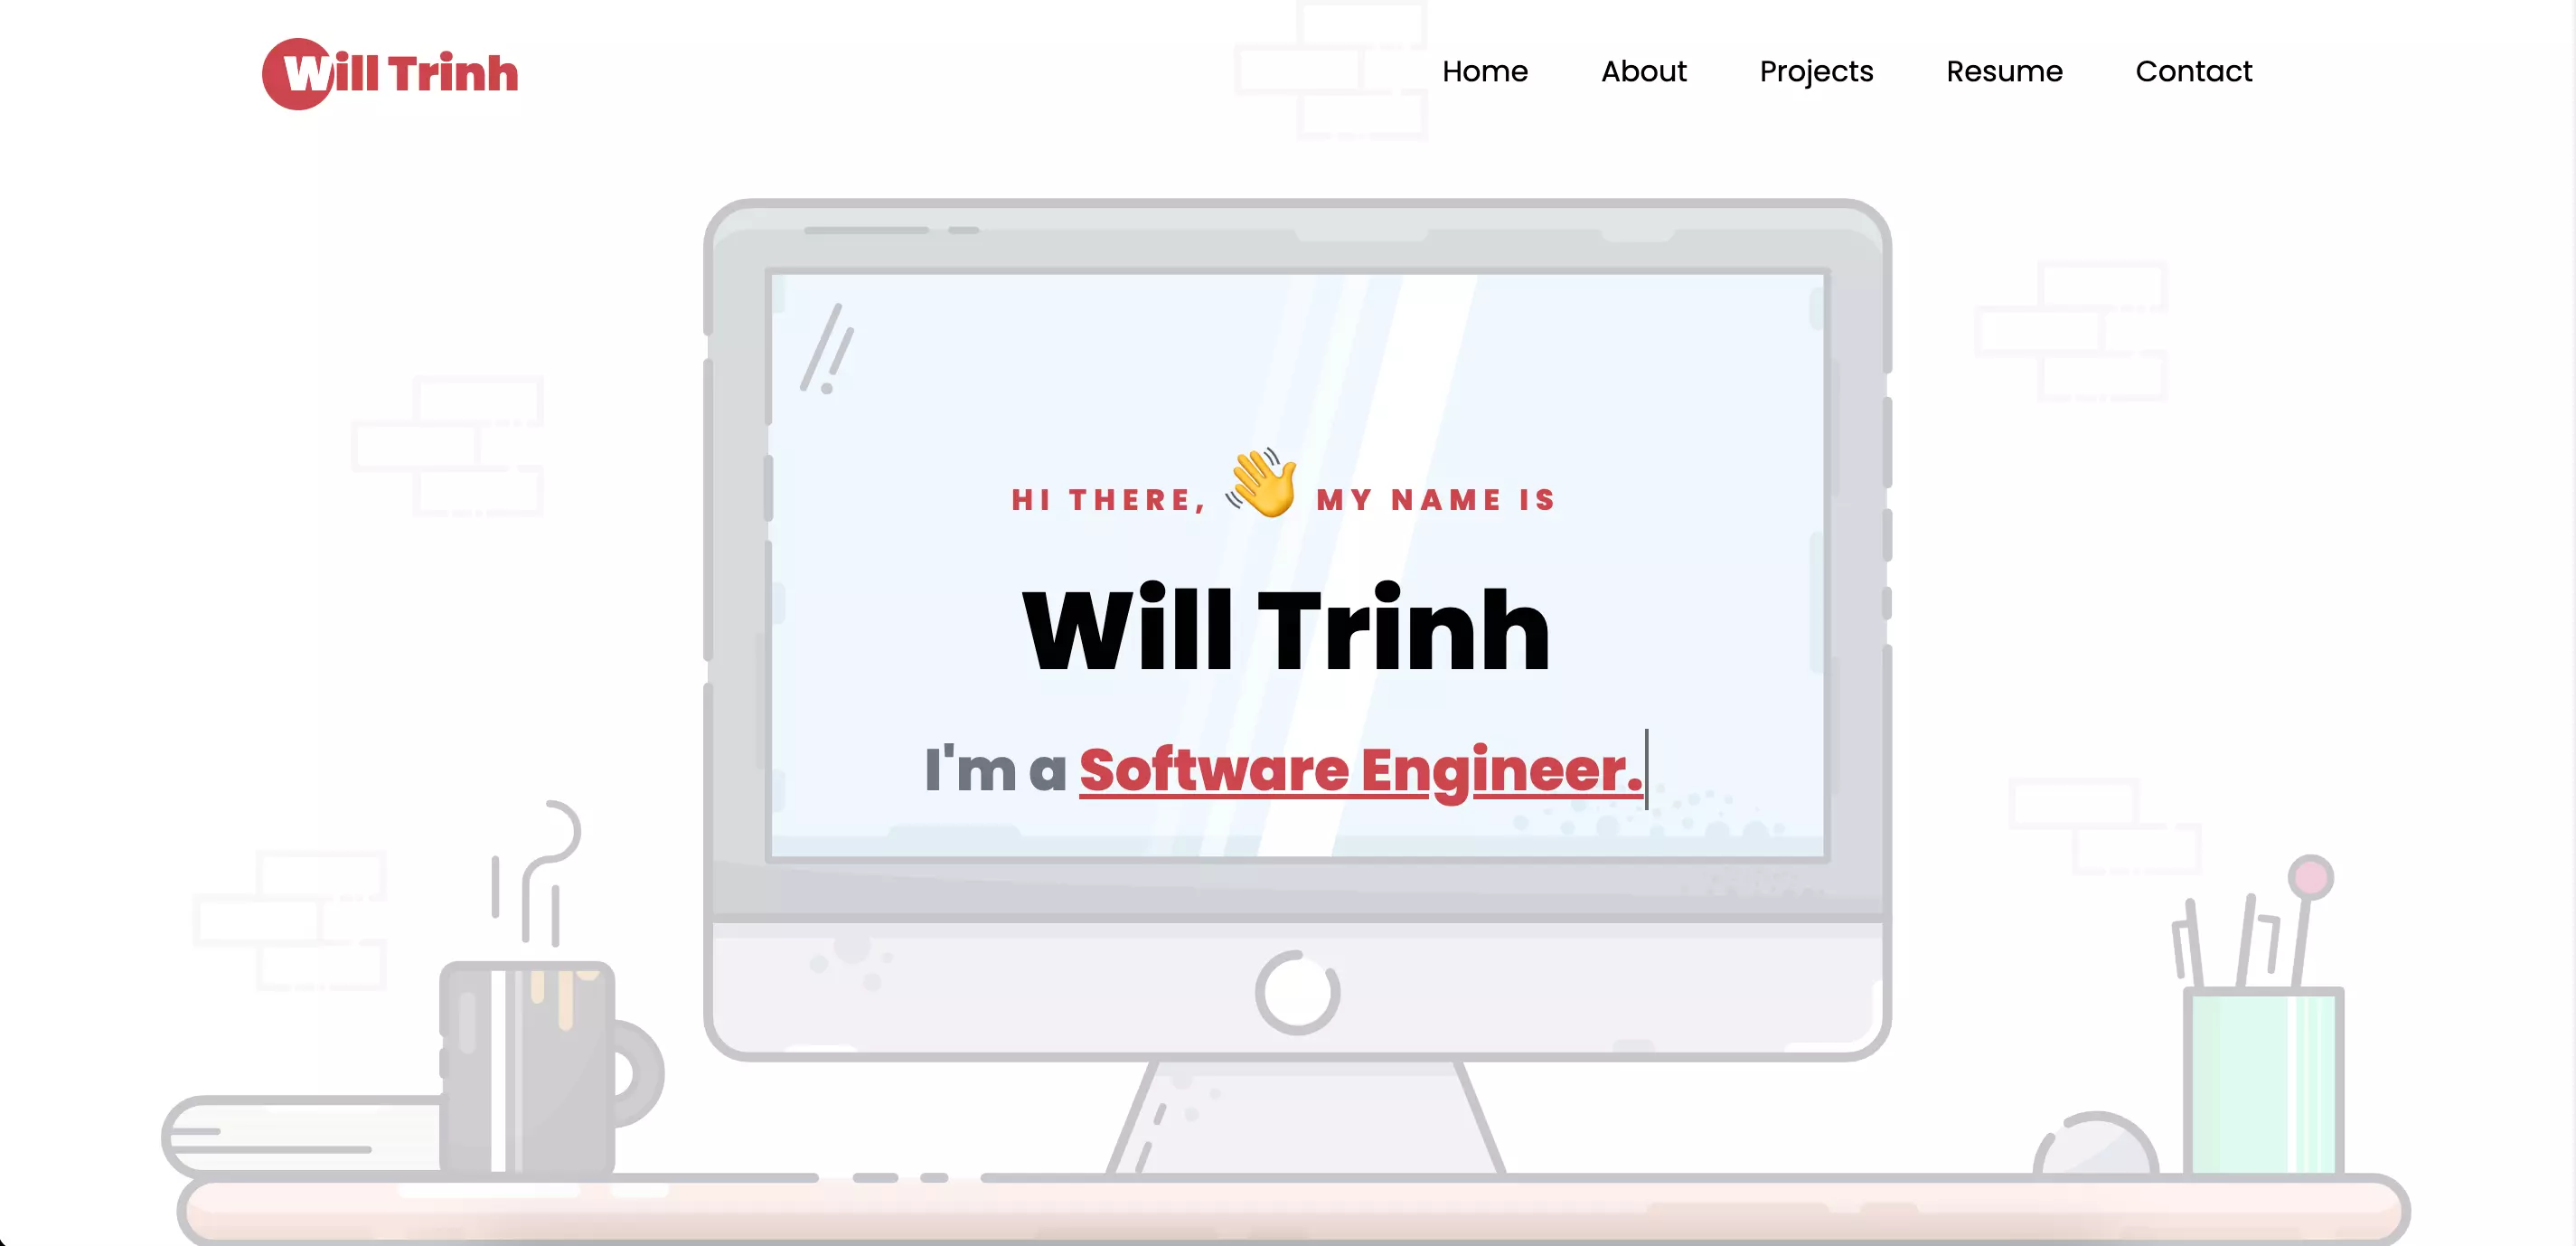 Will Trinh
Home About Projects Resume Contact
HI THERE, 👋 MY NAME IS
Will Trinh
I'm a Software Engineer.